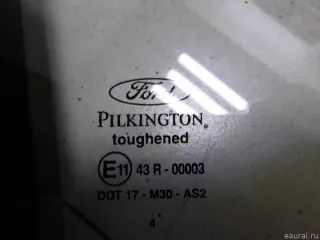 Ford
PILKINGTON
toughened
E11 43 R - 00003
DOT 17 - M30 - AS2
4
eaural.ru